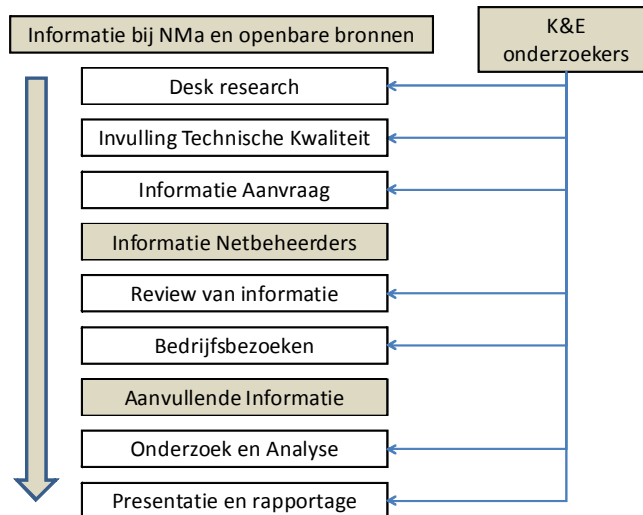 Informatie bij NMa en openbare bronnen
K&E
onderzoekers
Desk research
Invulling Technische Kwaliteit
Informatie Aanvraag
Informatie Netbeheerders
Review van informatie
Bedrijfsbezoeken
Aanvullende Informatie
Onderzoek en Analyse
Presentatie en rapportage